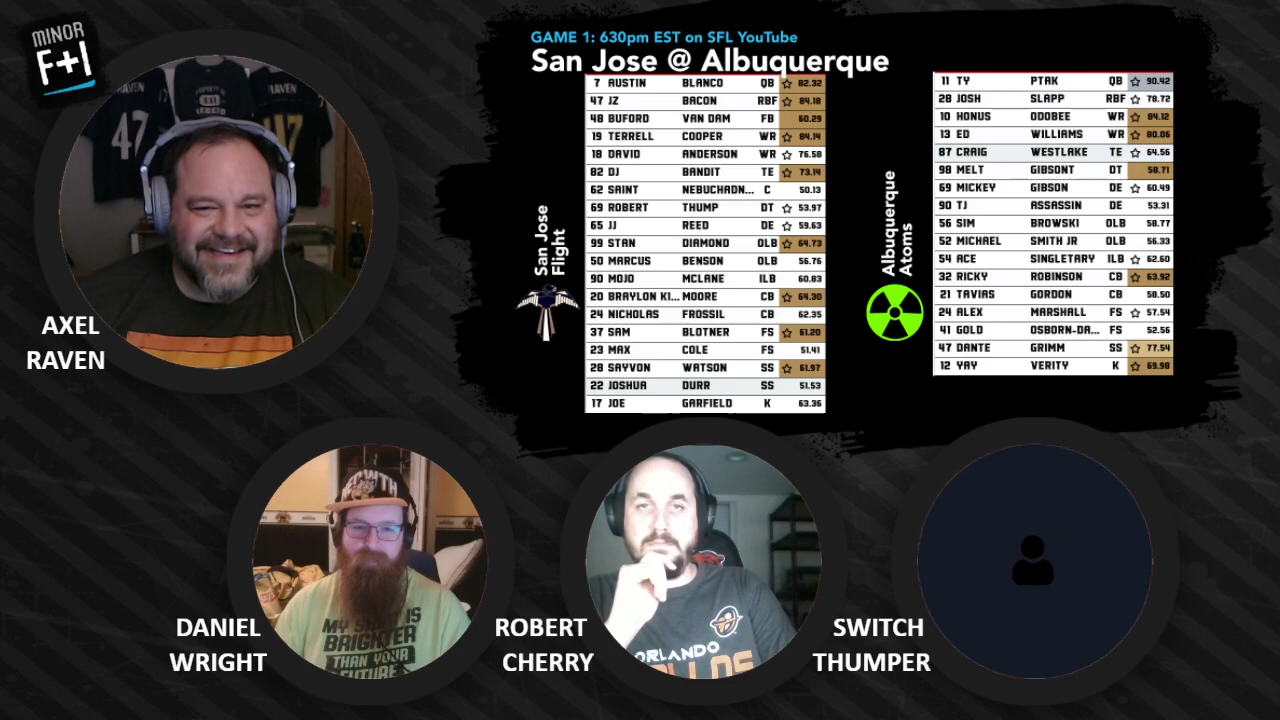 MINOR
F+I
GAME 1: 630pm EST on SFL YouTube
San Jose @ Albuquerque
7 AUSTIN BLANCO QB ☆ 82.32
47 JZ BACON RBF ☆ 84.18
48 BUFORD VAN DAM FB 60.29
19 TERRELL COOPER WR ☆ 84.14
18 DAVID ANDERSON WR ☆ 76.58
82 DJ BANDIT TE ☆ 73.14
62 SAINT NEBUCHADN... C 50.13
69 ROBERT THUMP DT ☆ 53.97
65 JJ REED DE ☆ 59.63
99 STAN DIAMOND OLB ☆ 64.73
50 MARCUS BENSON OLB 56.76
90 MOJO MCLANE ILB 60.83
20 BRAYLON KI... MOORE CB ☆ 64.30
24 NICHOLAS FROSSIL CB 62.35
37 SAM BLOTNER FS ☆ 61.20
23 MAX COLE FS 51.41
28 SAYVON WATSON SS ☆ 61.97
22 JOSHUA DURR SS 51.53
17 JOE GARFIELD K 63.36
San Jose
Flight
11 TY PTAK QB ☆ 90.42
28 JOSH SLAPP RBF ☆ 78.72
10 HONUS ODOBEE WR ☆ 84.12
13 ED WILLIAMS WR ☆ 80.06
87 CRAIG WESTLAKE TE ☆ 64.56
98 MELT GIBSONT DT 58.71
69 MICKEY GIBSON DE ☆ 60.49
90 TJ ASSASSIN DE 53.31
56 SIM BROWSKI OLB 58.77
52 MICHAEL SMITH JR OLB 56.33
54 ACE SINGLETARY ILB ☆ 62.60
32 RICKY ROBINSON CB ☆ 63.92
21 TAVIAS GORDON CB 58.50
24 ALEX MARSHALL FS ☆ 57.54
41 GOLD OSBORN-DA... FS 52.56
47 DANTE GRIMM SS ☆ 77.54
12 YAY VERITY K ☆ 69.98
Albuquerque
Atoms
RAVEN
47
47
AXEL
RAVEN
MY
IS
BRIGHTER
THAN YOUR
FUTURE
DANIEL
WRIGHT
ORLANDO
ROBERT
CHERRY
SWITCH
THUMPER